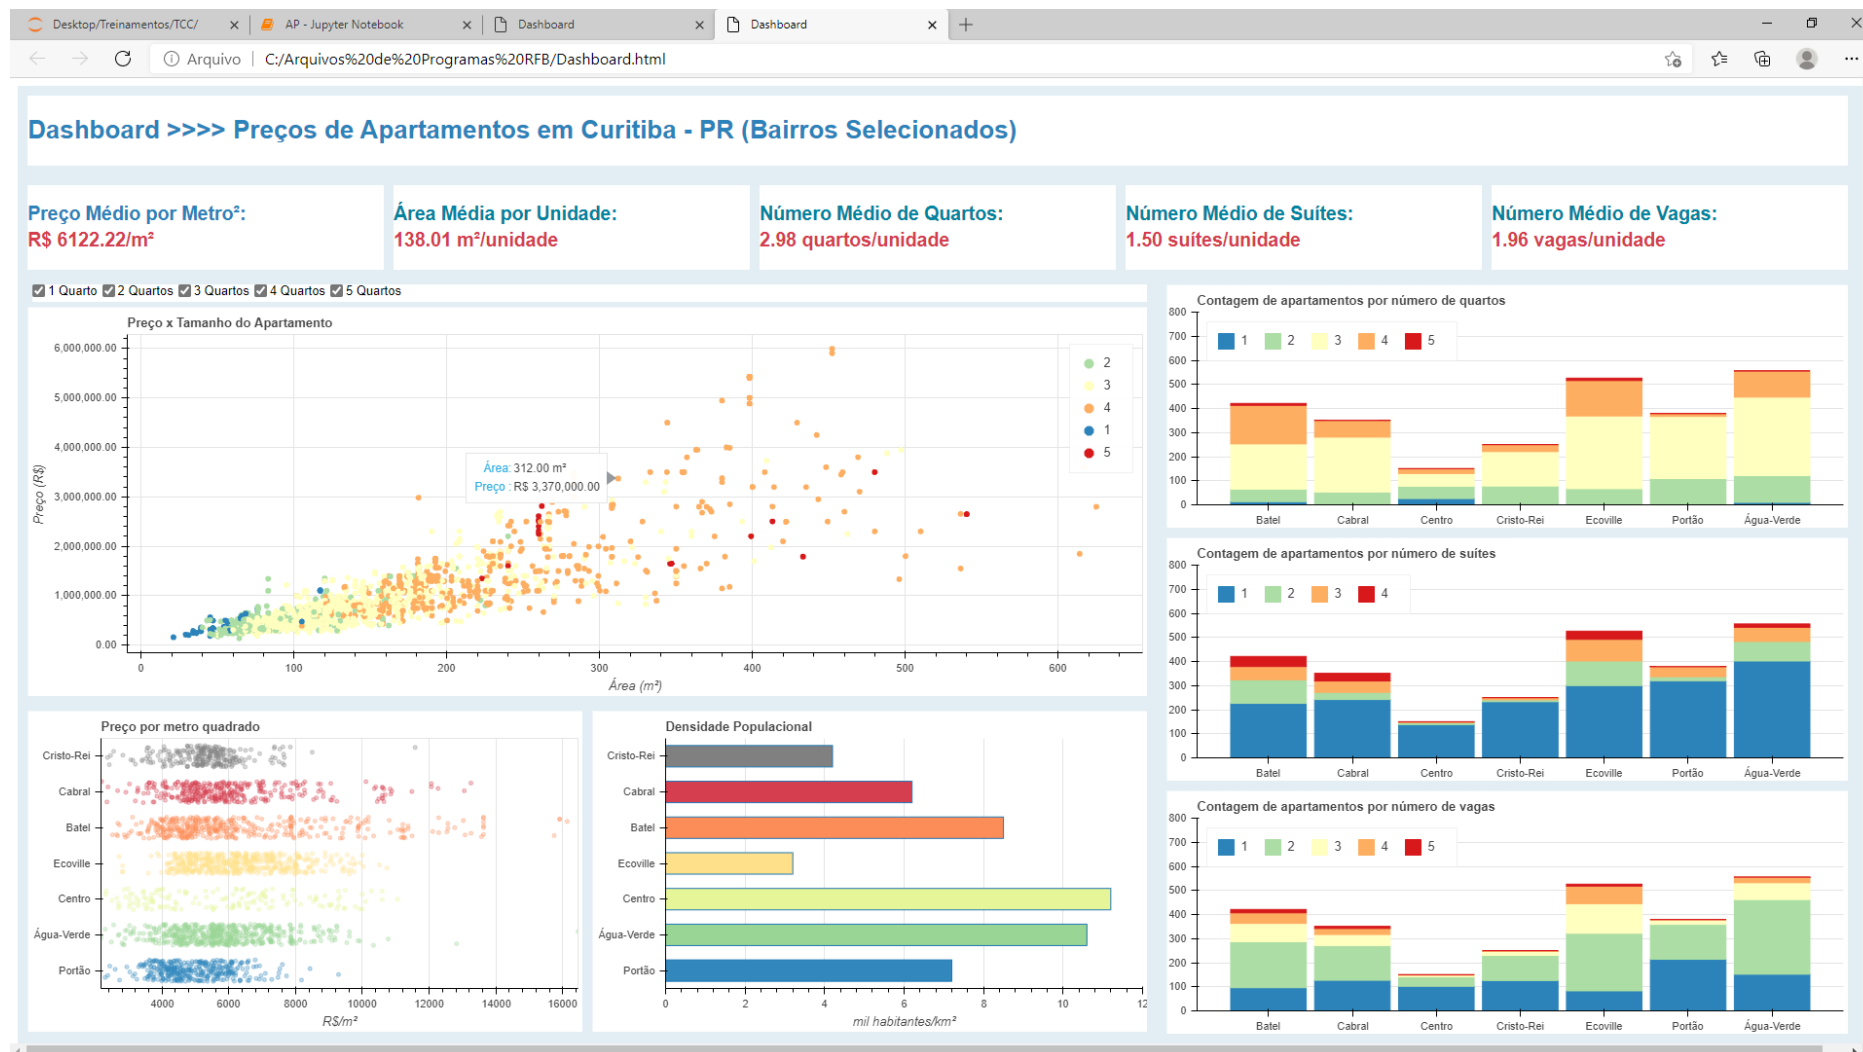 Desktop/Treinamentos/TCC/
AP - Jupyter Notebook
Dashboard
Dashboard
Arquivo | C:/Arquivos%20de%20Programas%20RFB/Dashboard.html
Dashboard >>>> Preços de Apartamentos em Curitiba - PR (Bairros Selecionados)
Preço Médio por Metro²:
R$ 6122.22/m²
Área Média por Unidade:
138.01 m²/unidade
Número Médio de Quartos:
2.98 quartos/unidade
Número Médio de Suítes:
1.50 suítes/unidade
Número Médio de Vagas:
1.96 vagas/unidade
1 Quarto 2 Quartos 3 Quartos 4 Quartos 5 Quartos
Preço x Tamanho do Apartamento
6,000,000.00
5,000,000.00
4,000,000.00
3,000,000.00
2,000,000.00
1,000,000.00
0.00
Preço (R$)
2
3
4
1
5
Área: 312.00 m²
Preço : R$ 3,370,000.00
0 100 200 300 400 500 600
Área (m²)
Contagem de apartamentos por número de quartos
800
700
600
500
400
300
200
100
0
1 2 3 4 5
Batel Cabral Centro Cristo-Rei Ecoville Portão Água-Verde
Contagem de apartamentos por número de suítes
800
700
600
500
400
300
200
100
0
1 2 3 4
Batel Cabral Centro Cristo-Rei Ecoville Portão Água-Verde
Preço por metro quadrado
Cristo-Rei
Cabral
Batel
Ecoville
Centro
Água-Verde
Portão
4000 6000 8000 10000 12000 14000 16000
R$/m²
Densidade Populacional
Cristo-Rei
Cabral
Batel
Ecoville
Centro
Água-Verde
Portão
0 2 4 6 8 10 12
mil habitantes/km²
Contagem de apartamentos por número de vagas
800
700
600
500
400
300
200
100
0
1 2 3 4 5
Batel Cabral Centro Cristo-Rei Ecoville Portão Água-Verde